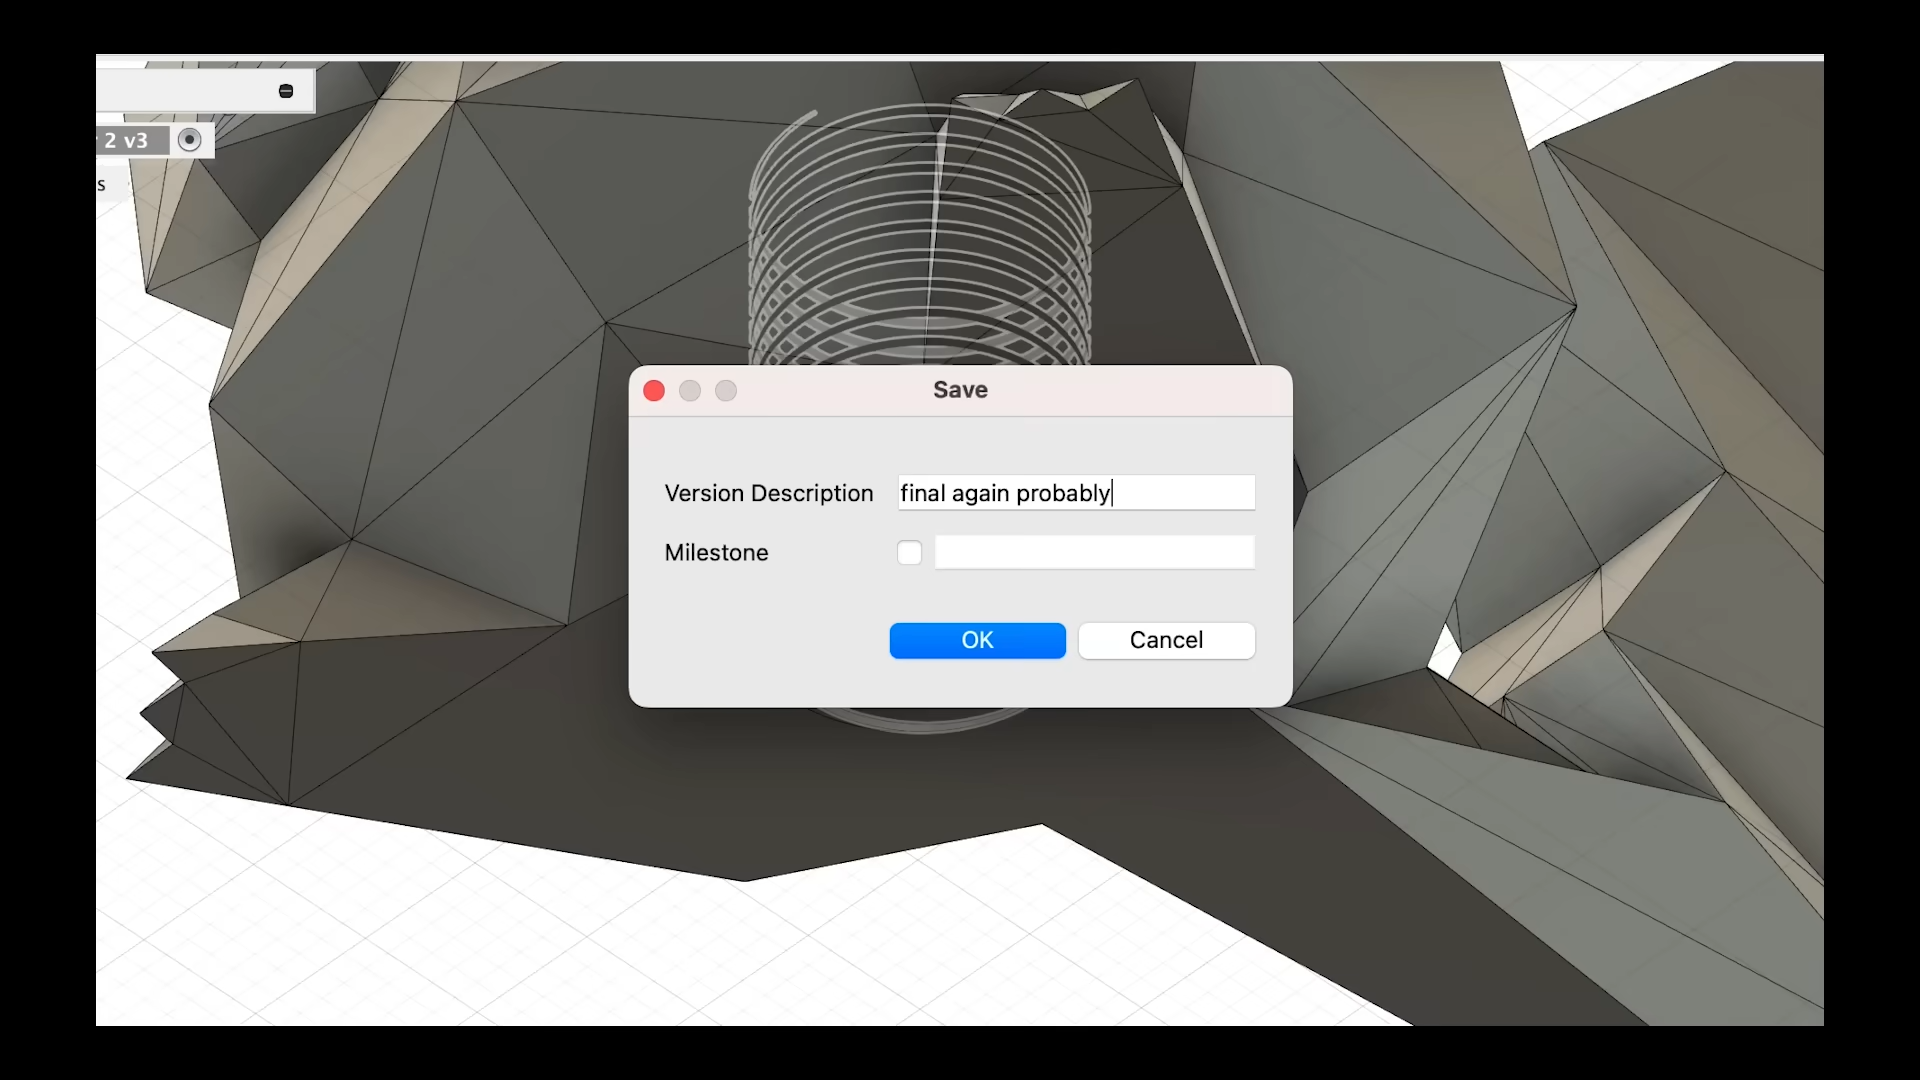 2 v3
s
Save
Version Description final again probably
Milestone
OK Cancel